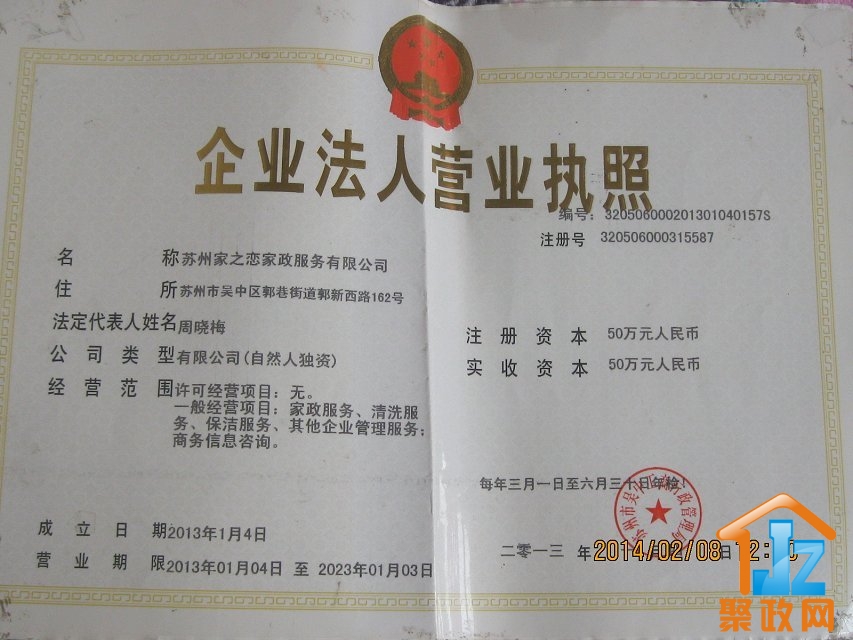 企业法人营业执照
编号: 320506000201301040157S
注册号 320506000315587
名 称 苏州家之恋家政服务有限公司
住 所 苏州市吴中区郭巷街道郭新西路162号
法定代表人姓名 周晓梅
注册资本 50万元人民币
公司类型 有限公司(自然人独资)
实收资本 50万元人民币
经营范围 许可经营项目: 无。
一般经营项目: 家政服务、清洗服
务、保洁服务、其他企业管理服务;
商务信息咨询。
每年三月一日至六月三十日年检!
成立日期 2013年1月4日
营业期限 2013年01月04日 至 2023年01月03日
二○一三 年 日
2014/02/08
JZ
聚政网